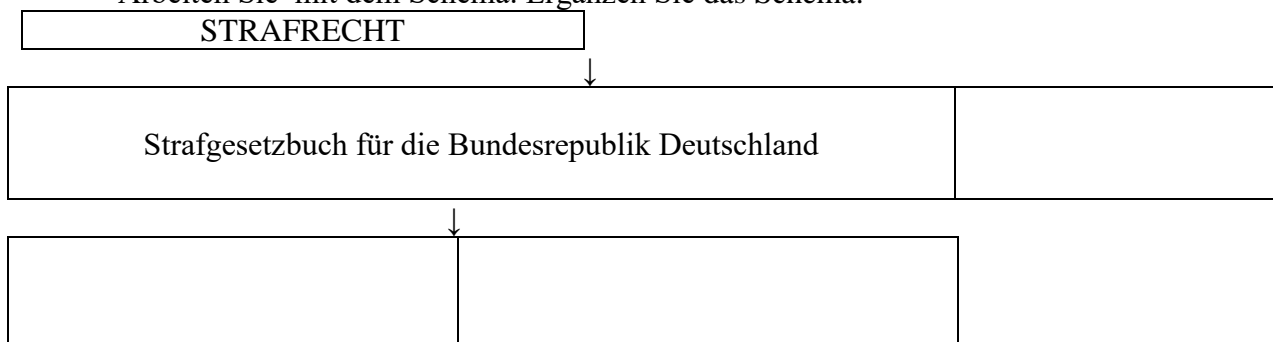 Arbeiten Sie mit dem Schema. Ergänzen Sie das Schema.
STRAFRECHT
↓
Strafgesetzbuch für die Bundesrepublik Deutschland
↓